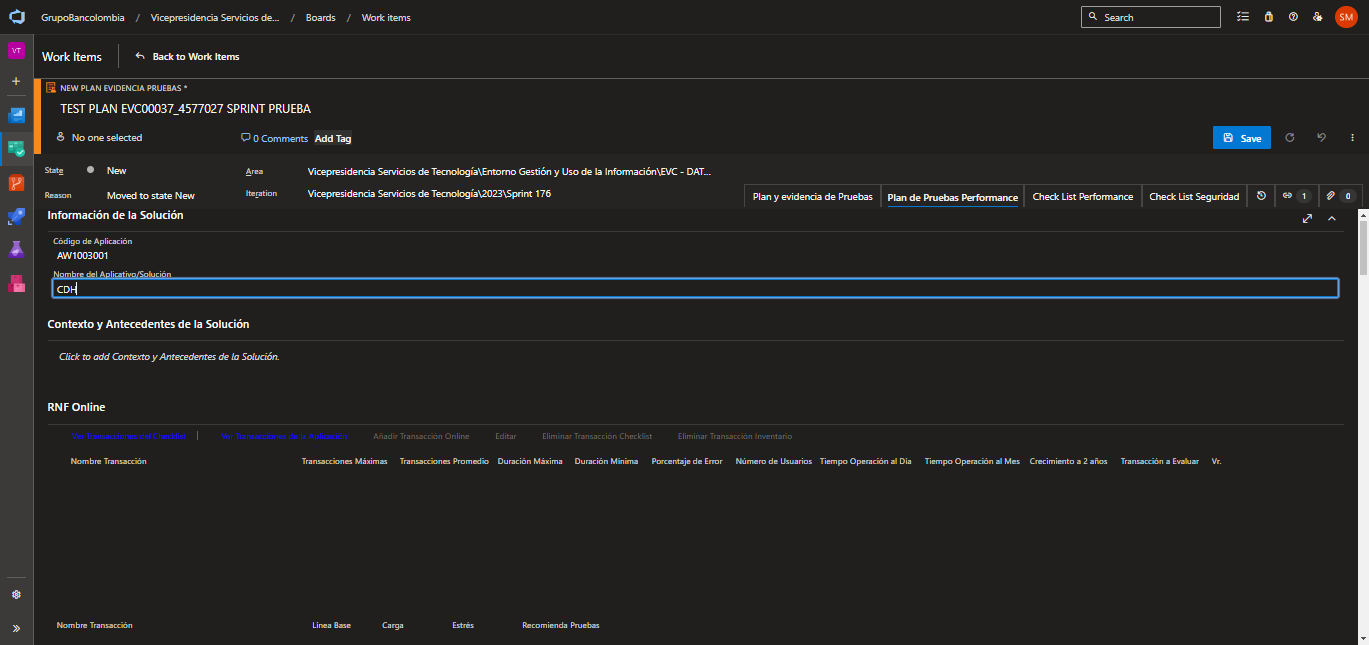 GrupoBancolombia / Vicepresidencia Servicios de... / Boards / Work items
Search
SM
VT
Work Items
Back to Work Items
NEW PLAN EVIDENCIA PRUEBAS *
TEST PLAN EVC00037_4577027 SPRINT PRUEBA
No one selected
0 Comments
Add Tag
Save
State
New
Area
Vicepresidencia Servicios de Tecnología\Entorno Gestión y Uso de la Información\EVC - DAT...
Reason
Moved to state New
Iteration
Vicepresidencia Servicios de Tecnología\2023\Sprint 176
Plan y evidencia de Pruebas
Plan de Pruebas Performance
Check List Performance
Check List Seguridad
1
0
Información de la Solución
Código de Aplicación
AW1003001
Nombre del Aplicativo/Solución
CDH
Contexto y Antecedentes de la Solución
Click to add Contexto y Antecedentes de la Solución.
RNF Online
Ver Transacciones del Checklist | Ver Transacciones de la Aplicación
Añadir Transacción Online
Editar
Eliminar Transacción Checklist
Eliminar Transacción Inventario
Nombre Transacción
Transacciones Máximas
Transacciones Promedio
Duración Máxima
Duración Mínima
Porcentaje de Error
Número de Usuarios
Tiempo Operación al Día
Tiempo Operación al Mes
Crecimiento a 2 años
Transacción a Evaluar
Vr.
Nombre Transacción
Línea Base
Carga
Estrés
Recomienda Pruebas